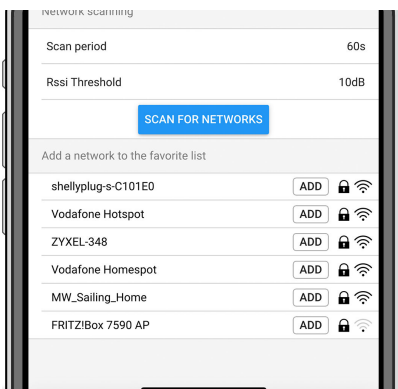 Network scanning
Scan period 60s
Rssi Threshold 10dB
SCAN FOR NETWORKS
Add a network to the favorite list
shellyplug-s-C101E0 ADD
Vodafone Hotspot ADD
ZYXEL-348 ADD
Vodafone Homespot ADD
MW_Sailing_Home ADD
FRITZ!Box 7590 AP ADD